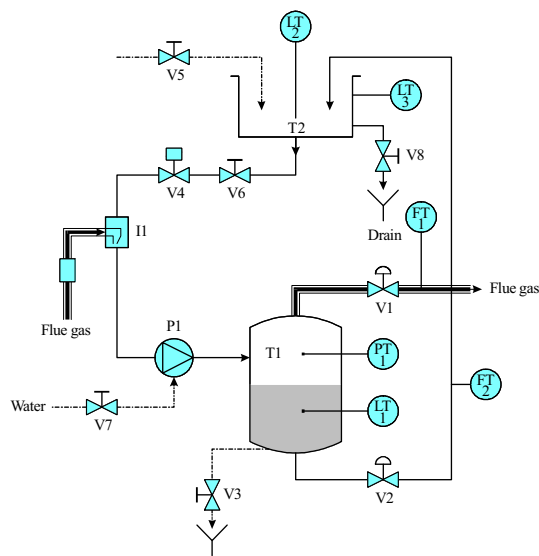 LT
2
V5
LT
3
T2
V8
V4
V6
FT
1
I1
Drain
Flue gas
V1
Flue gas
P1
T1
PT
1
FT
2
LT
1
Water
V7
V3
V2